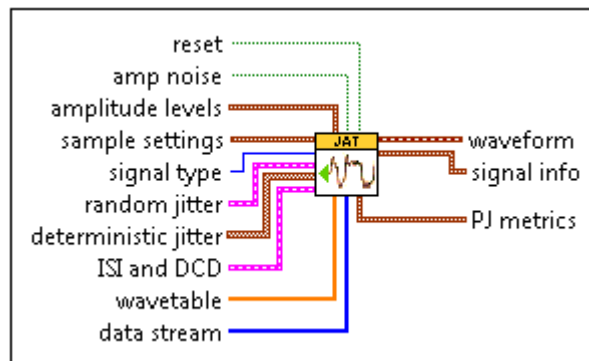 reset
amp noise
amplitude levels
sample settings
signal type
random jitter
deterministic jitter
ISI and DCD
wavetable
data stream
JAT
waveform
signal info
PJ metrics